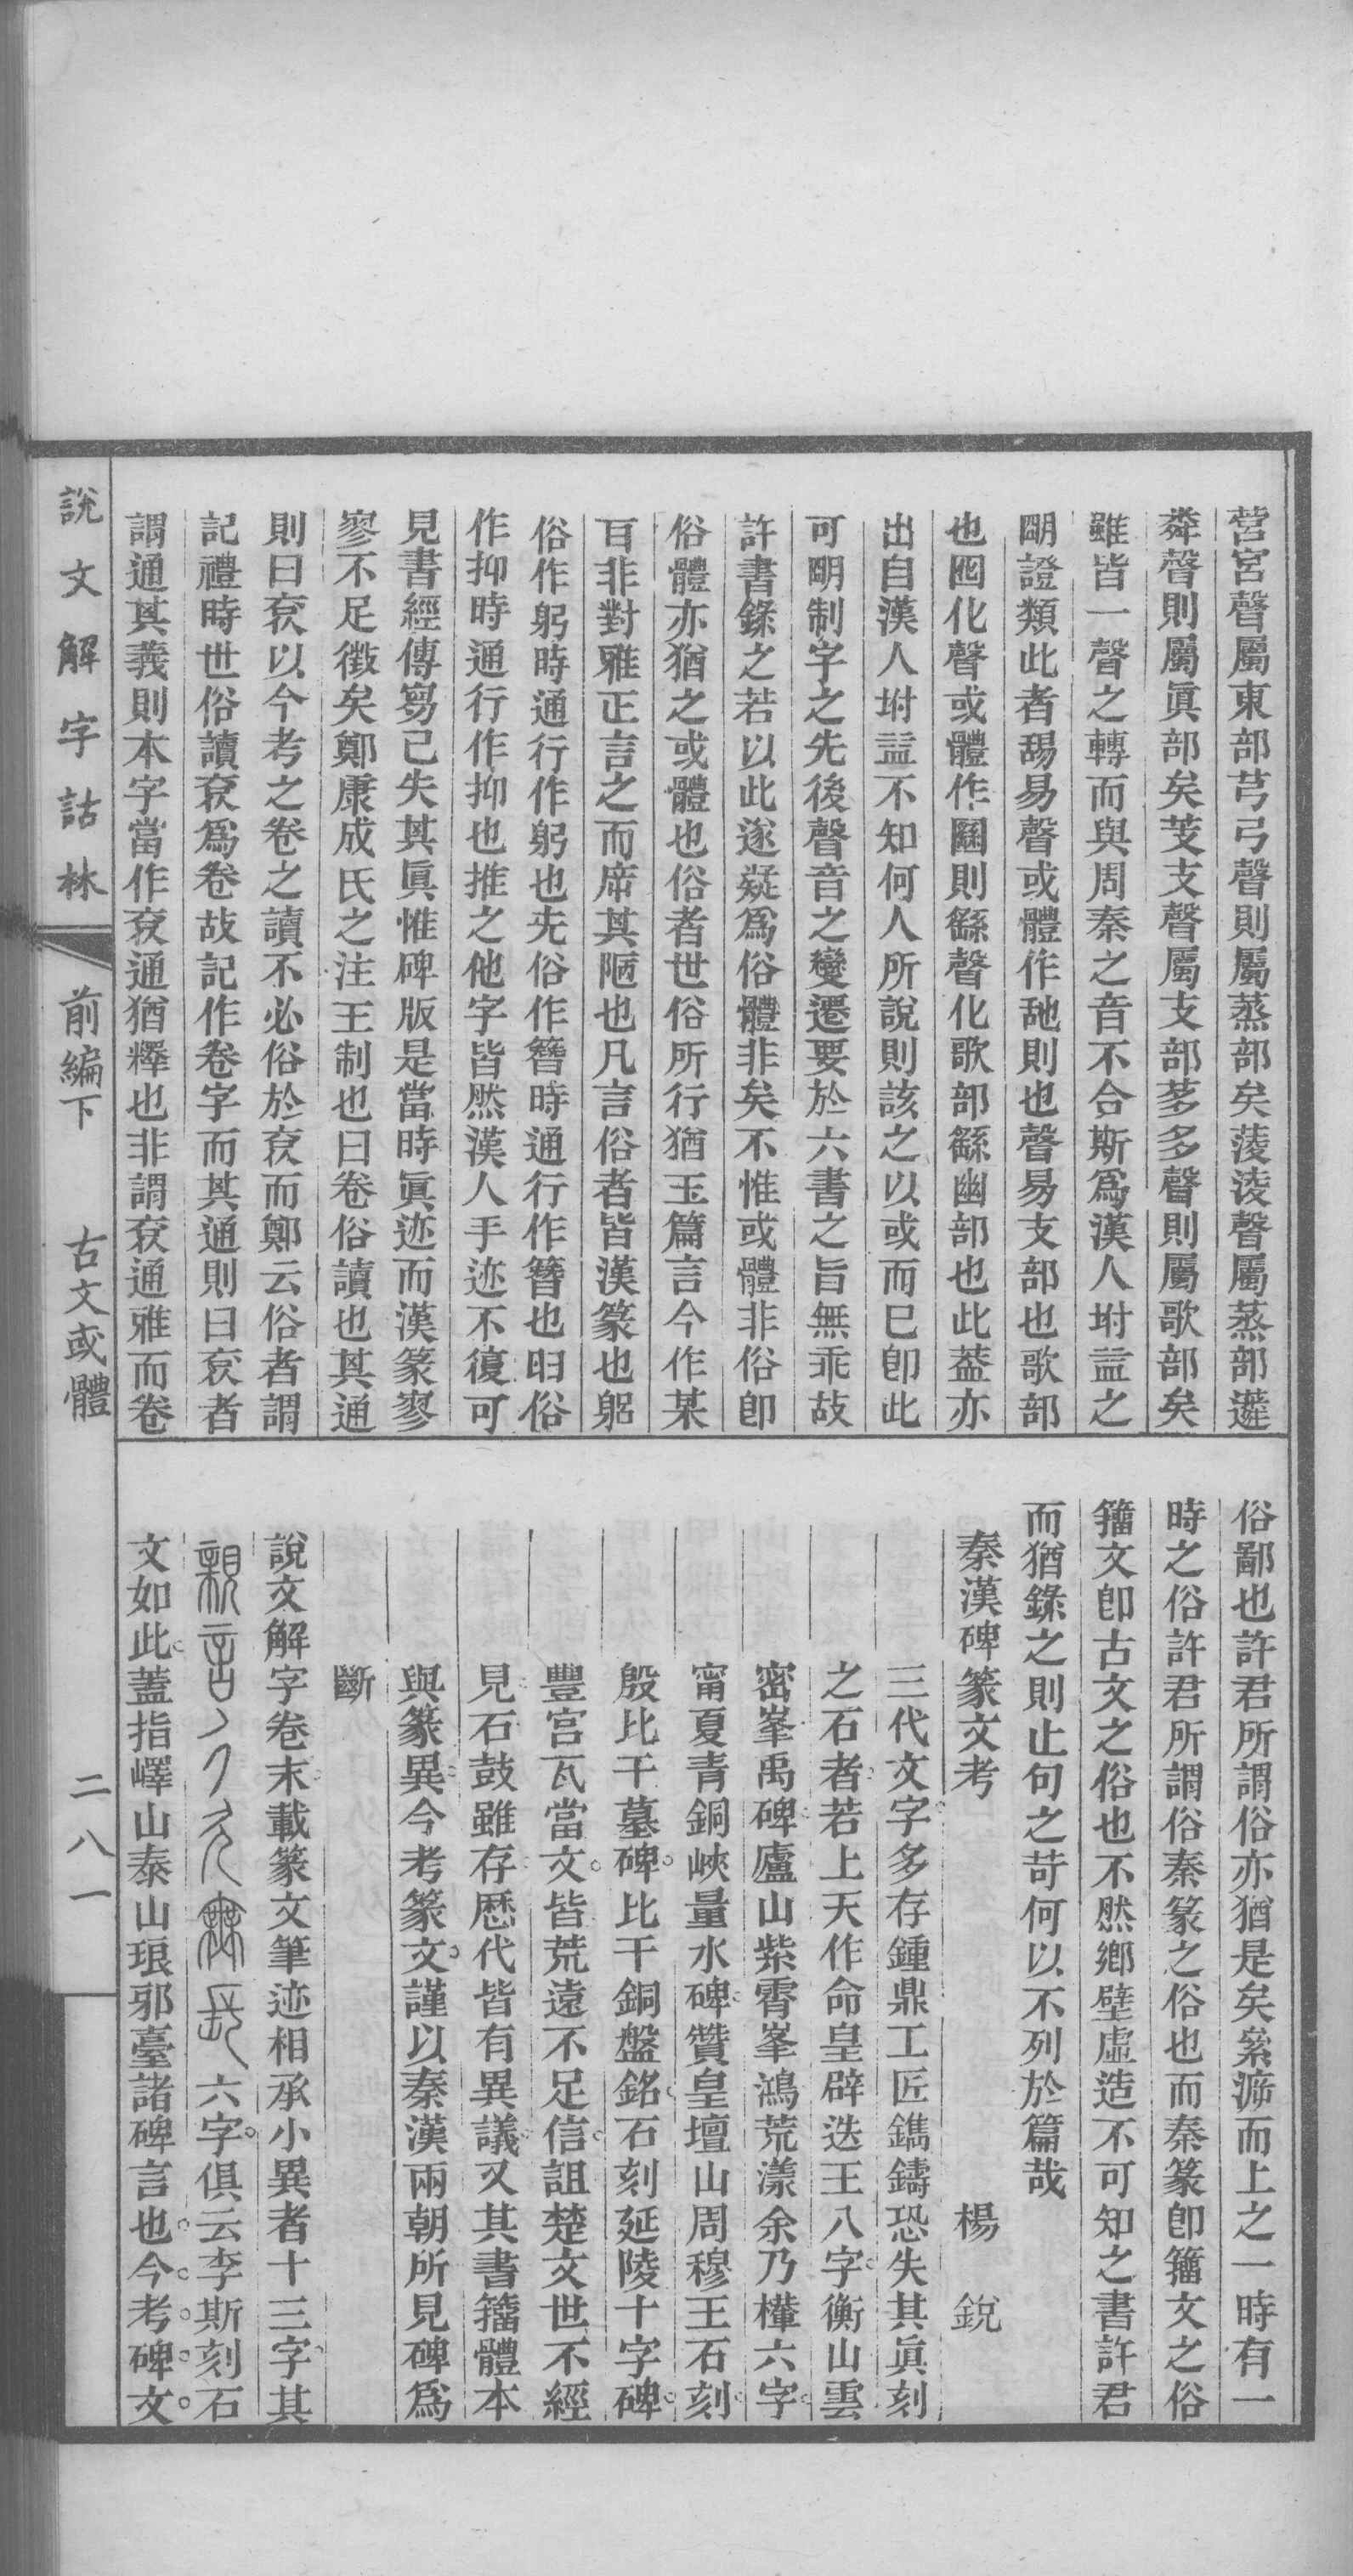 營宮聲屬東部芎弓聲則屬蒸部矣菱淩聲屬蒸部遴
粦聲則屬眞部矣芰支聲屬支部茤多聲則屬歌部矣
雖皆一聲之轉而與周秦之音不合斯爲漢人坿益之
朙證類此者舓易聲或體作䑛則也聲易支部也歌部
也囮化聲或體作圝則繇聲化歌部繇幽部也此葢亦
出自漢人坿益不知何人所說則該之以或而已卽此
可朙制字之先後聲音之變遷要於六書之旨無乖故
許書錄之若以此遂疑爲俗體非矣不惟或體非俗卽
俗體亦猶之或體也俗者世俗所行猶玉篇言今作某
耳非對雅正言之而席其陋也凡言俗者皆漢篆也躳
俗作躬時通行作躬也兂俗作簪時通行作簪也𢑏俗
作抑時通行作抑也推之他字皆然漢人手迹不復可
見書經傳芻己失其眞惟碑版是當時眞迹而漢篆寥
寥不足徵矣鄭康成氏之注王制也曰卷俗讀也其通
則曰袞以今考之卷之讀不必俗於袞而鄭云俗者謂
記禮時世俗讀袞爲卷故記作卷字而其通則曰袞者
謂通其義則本字當作袞通猶釋也非謂袞通雅而卷
俗鄙也許君所謂俗亦猶是矣絫溯而上之一時有一
時之俗許君所謂俗秦篆之俗也而秦篆卽籒文之俗
籒文卽古文之俗也不然鄉壁虛造不可知之書許君
而猶錄之則止句之苛何以不列於篇哉
秦漢碑篆文考　楊銳
三代文字多存鍾鼎工匠鐫鑄恐失其眞刻
之石者若上天作命皇辟迭王八字衡山雲
密峯禹碑廬山紫霄峯鴻荒漾余乃檋六字
甯夏青銅峽量水碑贊皇壇山周穆王石刻
殷比干墓碑比干銅盤銘石刻延陵十字碑
豐宮瓦當文皆荒遠不足信詛楚文世不經
見石鼓雖存歷代皆有異議又其書籒體本
與篆異今考篆文謹以秦漢兩朝所見碑爲
斷
說文解字卷末載篆文筆迹相承小異者十三字其
六字俱云李斯刻石
文如此蓋指嶧山泰山琅邪臺諸碑言也今考碑文
說文解字詁林　前編下　古文或體　二八一